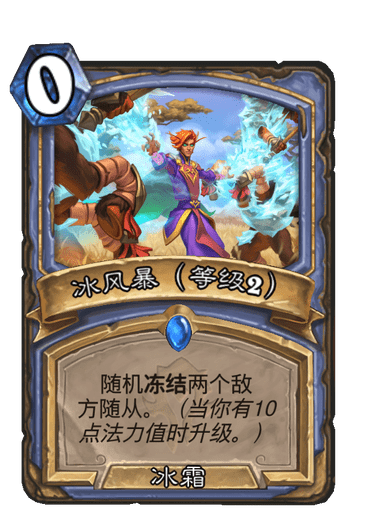 0
冰风暴（等级2）
随机冻结两个敌
方随从。（当你有10
点法力值时升级。）
冰霜